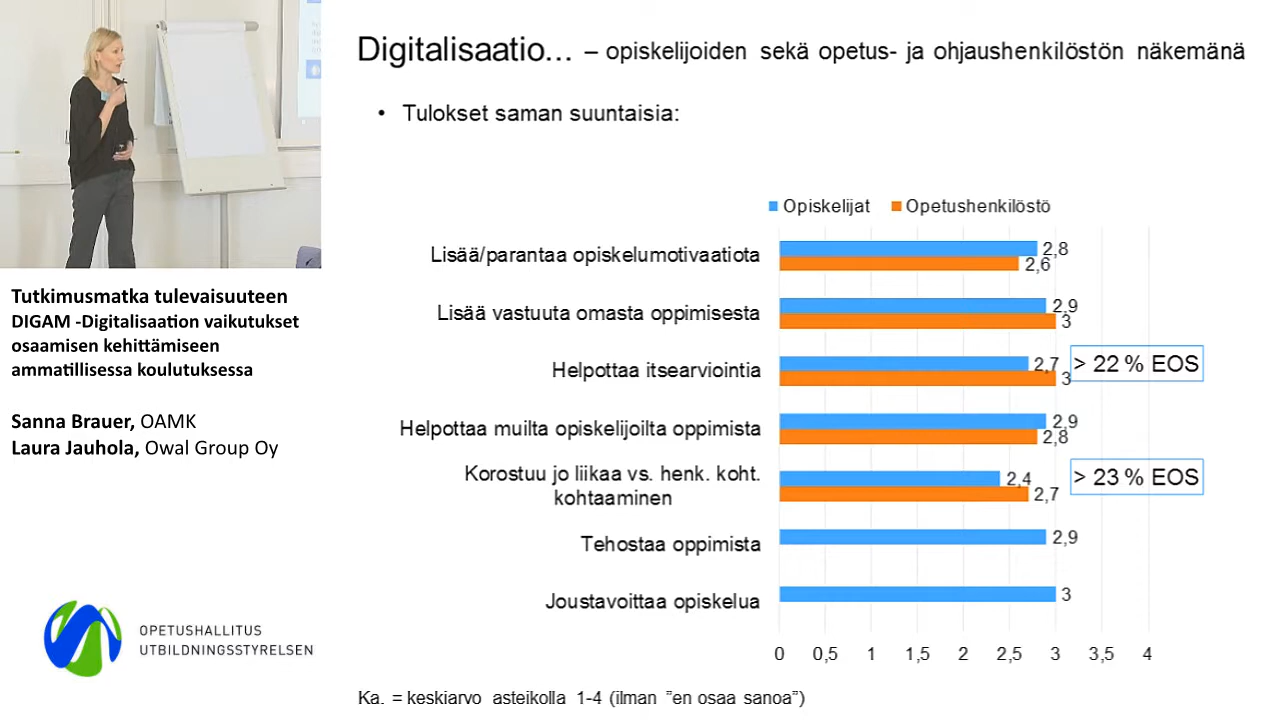 Digitalisaatio... – opiskelijoiden sekä opetus- ja ohjaushenkilöstön näkemänä
• Tulokset saman suuntaisia:
Opiskelijat Opetushenkilöstö
Lisää/parantaa opiskelumotivaatiota 2,8 2,6
Lisää vastuuta omasta oppimisesta 2,9 3
Helpottaa itsearviointia 2,7 3 > 22 % EOS
Helpottaa muilta opiskelijoilta oppimista 2,9 2,8
Korostuu jo liikaa vs. henk. koht.
kohtaaminen 2,4 2,7 > 23 % EOS
Tehostaa oppimista 2,9
Joustavoittaa opiskelua 3
0 0,5 1 1,5 2 2,5 3 3,5 4
Ka. = keskiarvo asteikolla 1-4 (ilman ”en osaa sanoa”)
Tutkimusmatka tulevaisuuteen
DIGAM -Digitalisaation vaikutukset
osaamisen kehittämiseen
ammatillisessa koulutuksessa
Sanna Brauer, OAMK
Laura Jauhola, Owal Group Oy
OPETUSHALLITUS
UTBILDNINGSSTYRELSEN